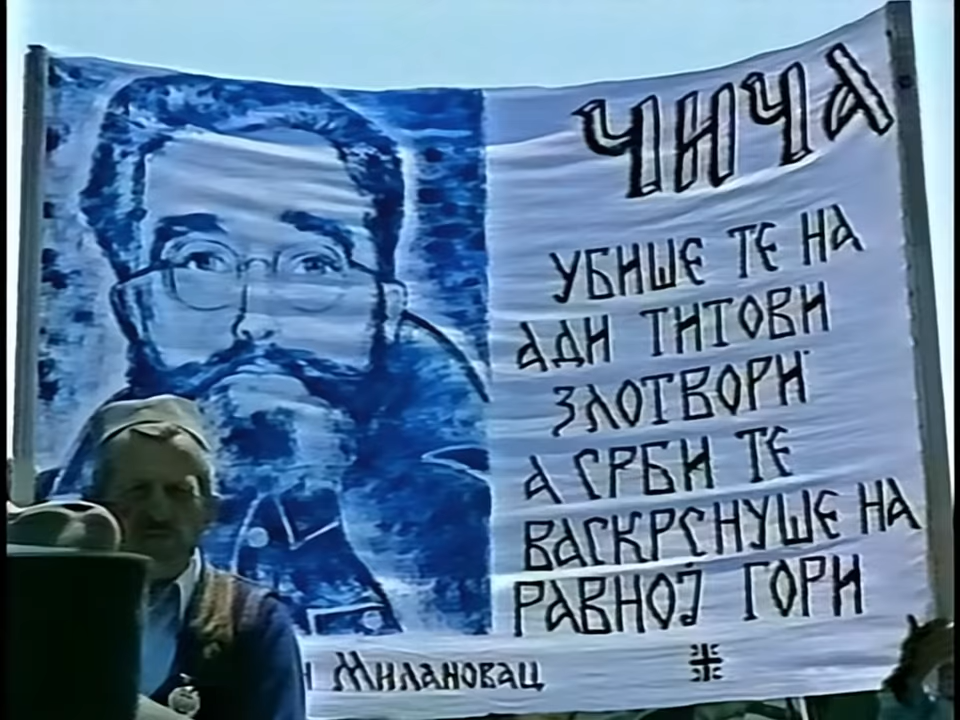 ЧИЧА
УБИШЕ ТЕ НА
АДИ ТИТОВИ
ЗЛОТВОРИ
А СРБИ ТЕ
ВАСКРСНУШЕ НА
РАВНОЈ ГОРИ
МИЛАНОВАЦ